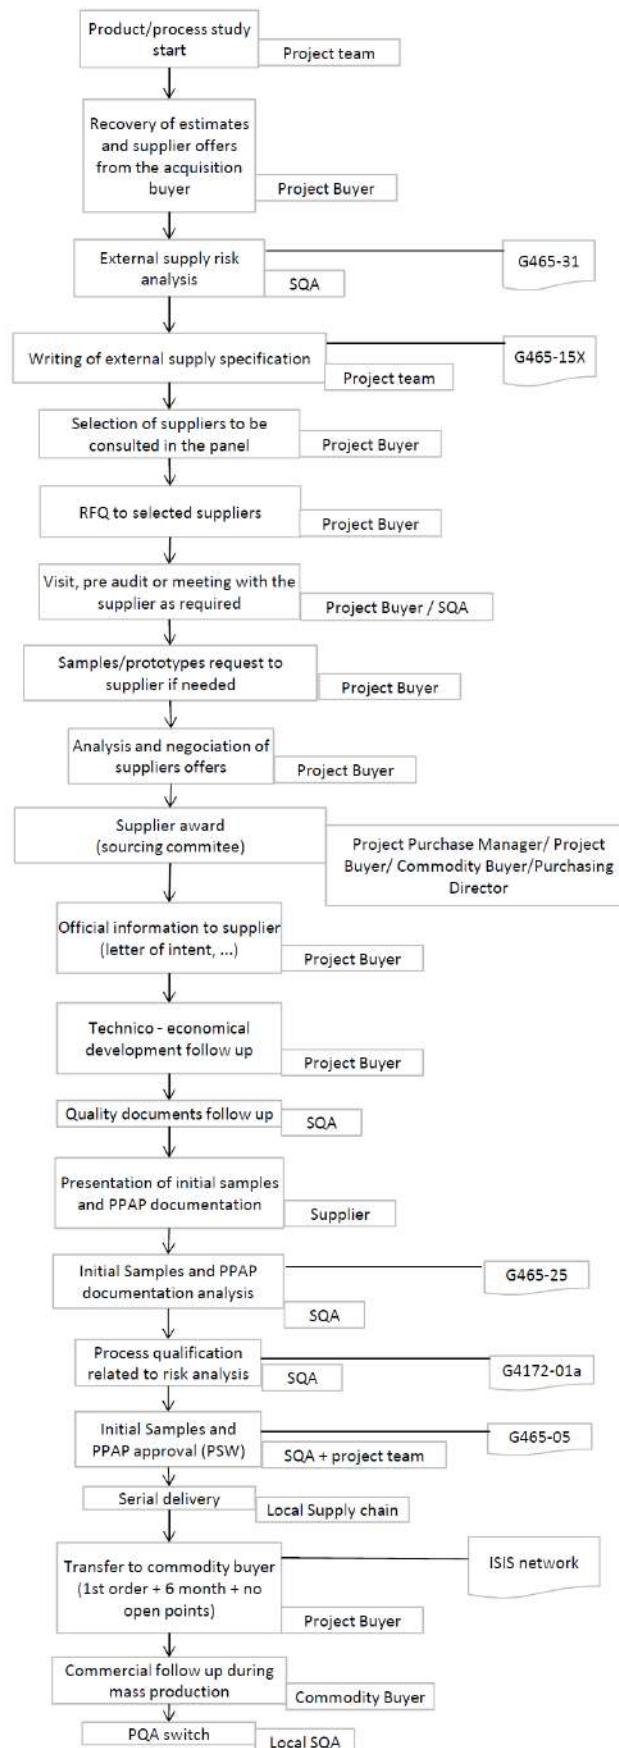 Product/process study
start
Project team
Recovery of estimates
and supplier offers
from the acquisition
buyer
Project Buyer
External supply risk
analysis
SQA
G465-31
Writing of external supply specification
Project team
G465-15X
Selection of suppliers to be
consulted in the panel
Project Buyer
RFQ to selected suppliers
Project Buyer
Visit, pre audit or meeting with the
supplier as required
Project Buyer / SQA
Samples/prototypes request to
supplier if needed
Project Buyer
Analysis and negociation of
suppliers offers
Project Buyer
Supplier award
(sourcing commitee)
Project Purchase Manager/ Project
Buyer/ Commodity Buyer/Purchasing
Director
Official information to supplier
(letter of intent, ...)
Project Buyer
Technico - economical
development follow up
Project Buyer
Quality documents follow up
SQA
Presentation of initial samples
and PPAP documentation
Supplier
Initial Samples and PPAP
documentation analysis
SQA
G465-25
Process qualification
related to risk analysis
SQA
G4172-01a
Initial Samples and
PPAP approval (PSW)
SQA + project team
G465-05
Serial delivery
Local Supply chain
Transfer to commodity buyer
(1st order + 6 month + no
open points)
Project Buyer
ISIS network
Commercial follow up during
mass production
Commodity Buyer
PQA switch
Local SQA